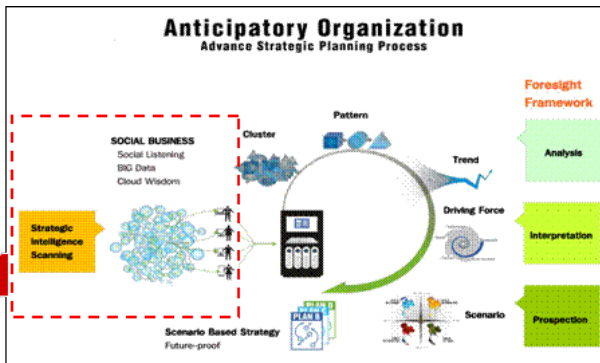 Anticipatory Organization
Advance Strategic Planning Process
Foresight
Framework
Pattern
SOCIAL BUSINESS
Social Listening
BIG Data
Cloud Wisdom
Cluster
Trend
Analysis
Driving Force
Strategic
Intelligence
Scanning
Interpretation
Scenario
Prospection
PLAN B
Scenario Based Strategy
Future-proof